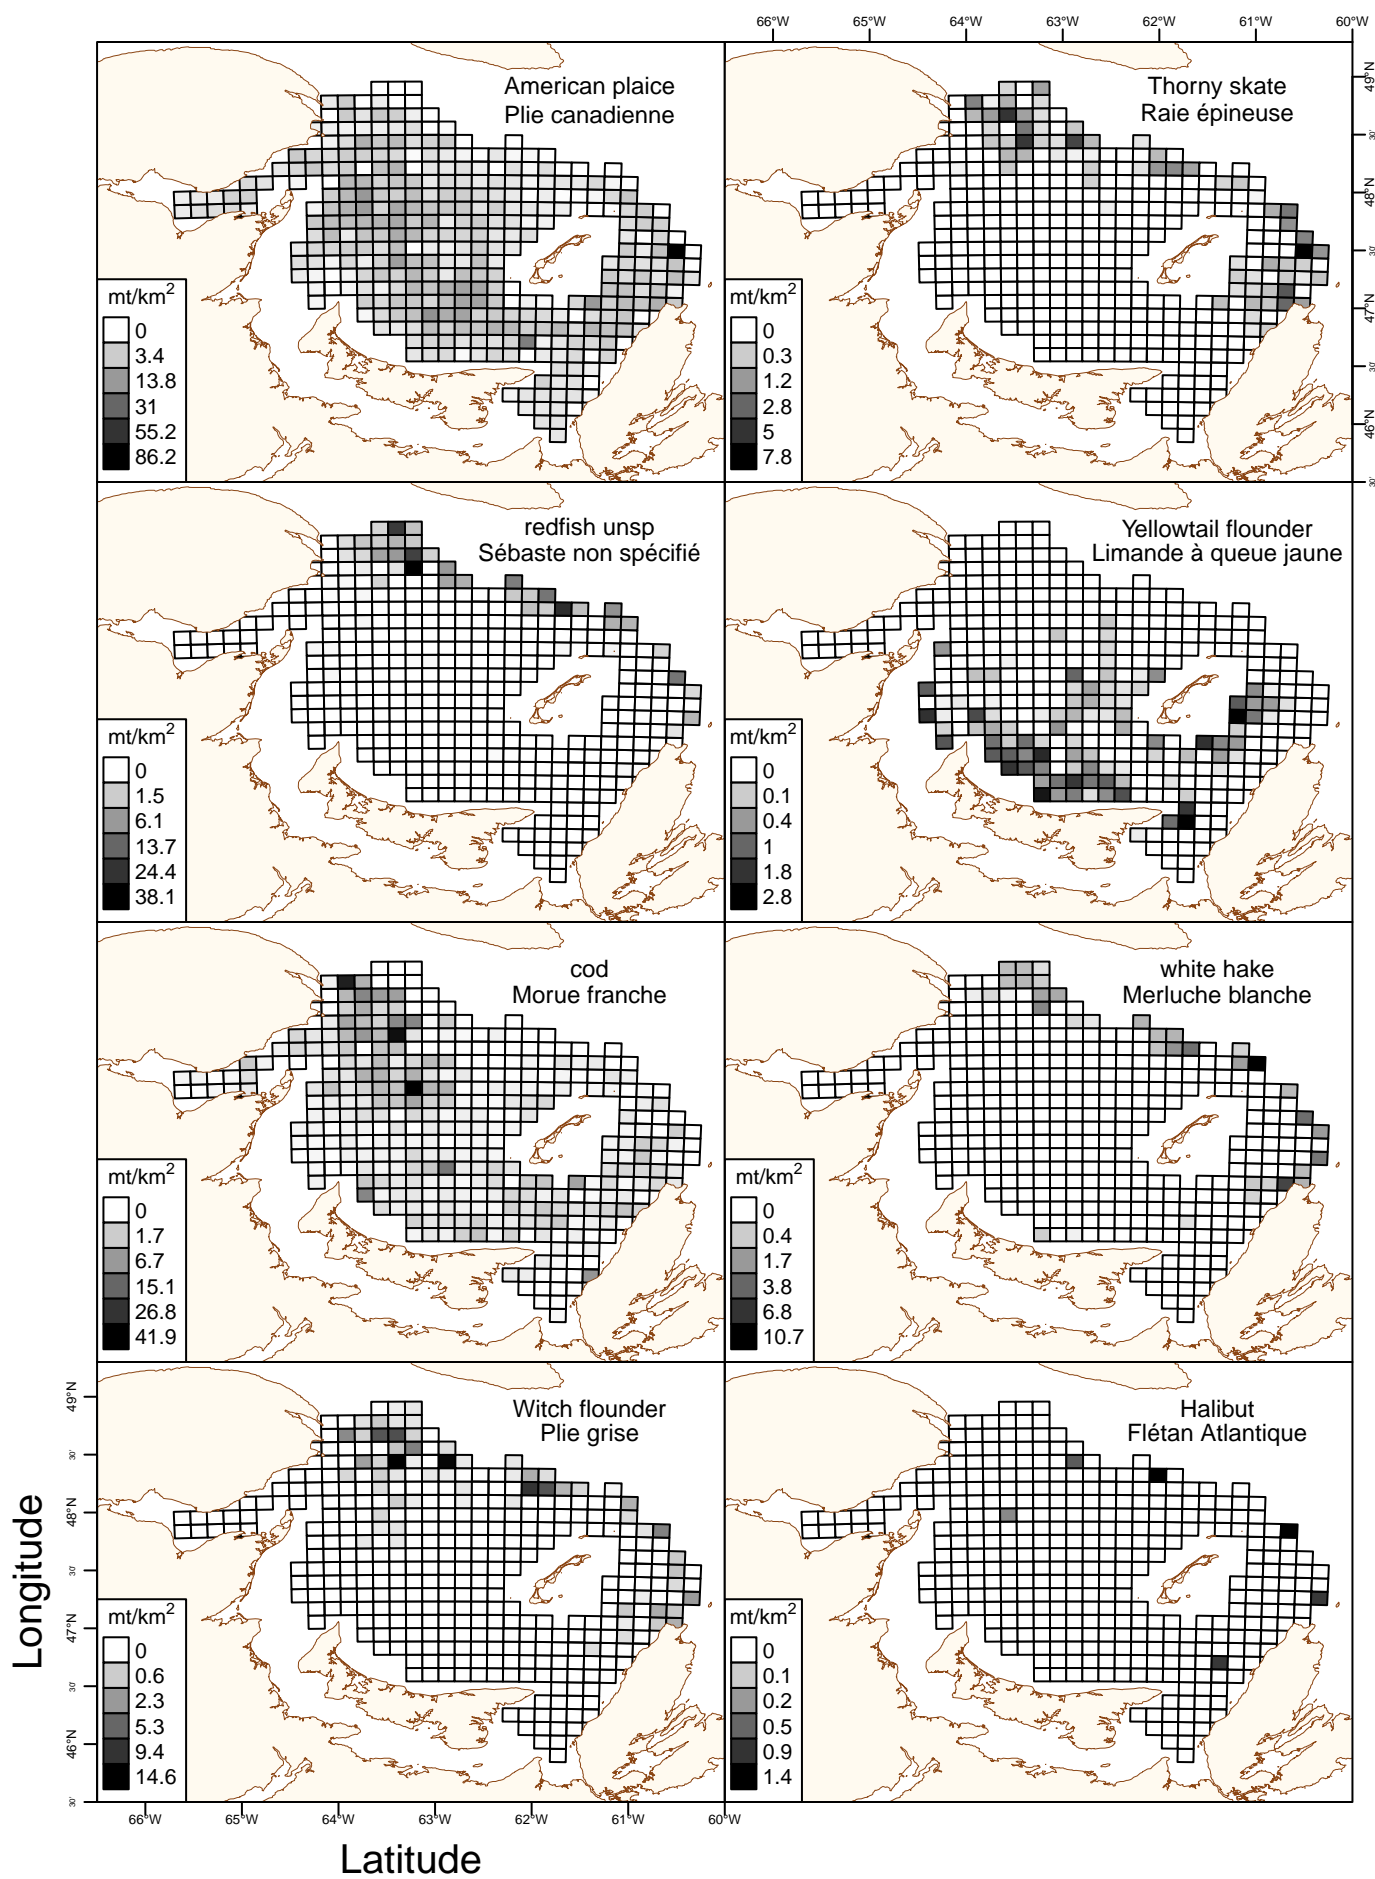 66°W 65°W 64°W 63°W 62°W 61°W 60°W
American plaice
Plie canadienne
mt/km2
0
3.4
13.8
31
55.2
86.2
Thorny skate
Raie épineuse
mt/km2
0
0.3
1.2
2.8
5
7.8
49°N
30'
48°N
30'
47°N
30'
46°N
30'
redfish unsp
Sébaste non spécifié
mt/km2
0
1.5
6.1
13.7
24.4
38.1
Yellowtail flounder
Limande à queue jaune
mt/km2
0
0.1
0.4
1
1.8
2.8
cod
Morue franche
mt/km2
0
1.7
6.7
15.1
26.8
41.9
white hake
Merluche blanche
mt/km2
0
0.4
1.7
3.8
6.8
10.7
Witch flounder
Plie grise
mt/km2
0
0.6
2.3
5.3
9.4
14.6
Halibut
Flétan Atlantique
mt/km2
0
0.1
0.2
0.5
0.9
1.4
49°N
30'
48°N
30'
47°N
30'
46°N
30'
Longitude
66°W 65°W 64°W 63°W 62°W 61°W 60°W
Latitude